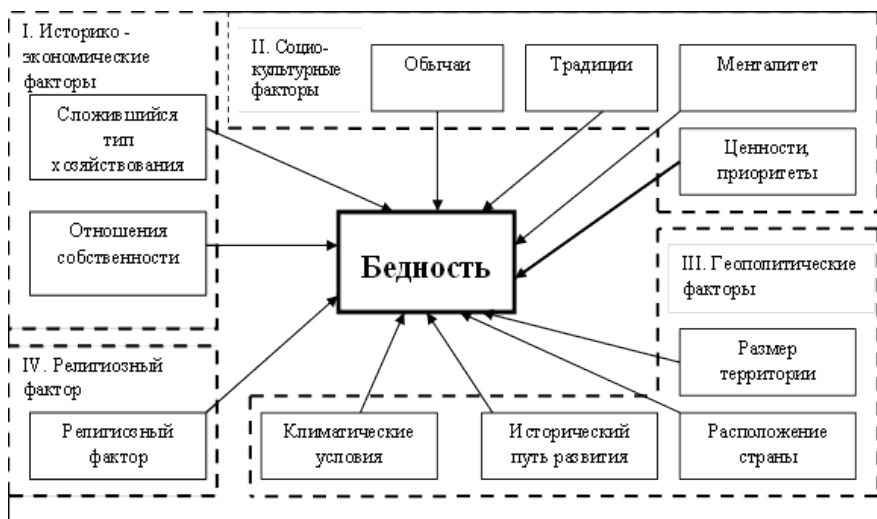 I. Историко -
экономические
факторы
Сложившийся
тип
хозяйствования
Отношения
собственности
II. Социо-
культурные
факторы
Обычаи
Традиции
Менталитет
Ценности,
приоритеты
Бедность
III. Геополитические
факторы
Размер
территории
Расположение
страны
Исторический
путь развития
Климатические
условия
IV. Религиозный
фактор
Религиозный
фактор